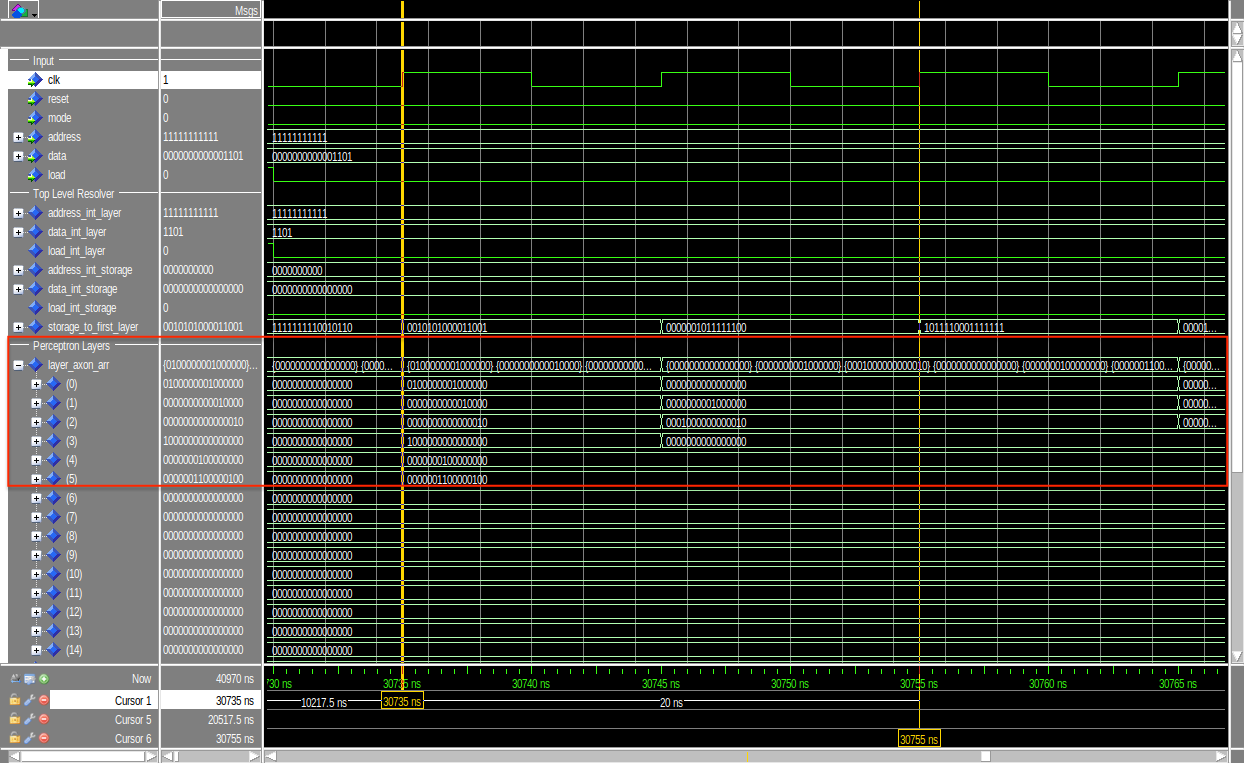 Msgs
Input
clk 1
reset 0
mode 0
address 11111111111 11111111111
data 0000000000001101 0000000000001101
load 0
Top Level Resolver
address_int_layer 11111111111 11111111111
data_int_layer 1101 1101
load_int_layer 0
address_int_storage 0000000000 0000000000
data_int_storage 0000000000000000 0000000000000000
load_int_storage 0
storage_to_first_layer 0010101000011001 1111111110010110 0010101000011001 0000001011111100 1011110001111111 00001...
Perceptron Layers
layer_axon_arr {0100000001000000}... {0000000000000000} {0000... {0100000001000000} {0000000000010000} {0000000000000... {0000000000000000} {0000000001000000} {0001000000000010} {0000000000000000} {0000000100000000} {0000001100... {00000...
(0) 0100000001000000 0000000000000000 0100000001000000 0000000000000000 00000...
(1) 0000000000010000 0000000000000000 0000000000010000 0000000001000000 00000...
(2) 0000000000000010 0000000000000000 0000000000000010 0001000000000010 00000...
(3) 1000000000000000 0000000000000000 1000000000000000 0000000000000000
(4) 0000000100000000 0000000000000000 0000000100000000
(5) 0000001100000100 0000000000000000 0000001100000100
(6) 0000000000000000 0000000000000000
(7) 0000000000000000 0000000000000000
(8) 0000000000000000 0000000000000000
(9) 0000000000000000 0000000000000000
(10) 0000000000000000 0000000000000000
(11) 0000000000000000 0000000000000000
(12) 0000000000000000 0000000000000000
(13) 0000000000000000 0000000000000000
(14) 0000000000000000 0000000000000000
Now 40970 ns 30 ns 30735 ns 30740 ns 30745 ns 30750 ns 30755 ns 30760 ns 30765 ns
Cursor 1 30735 ns 10217.5 ns 30735 ns 20 ns
Cursor 5 20517.5 ns
Cursor 6 30755 ns 30755 ns